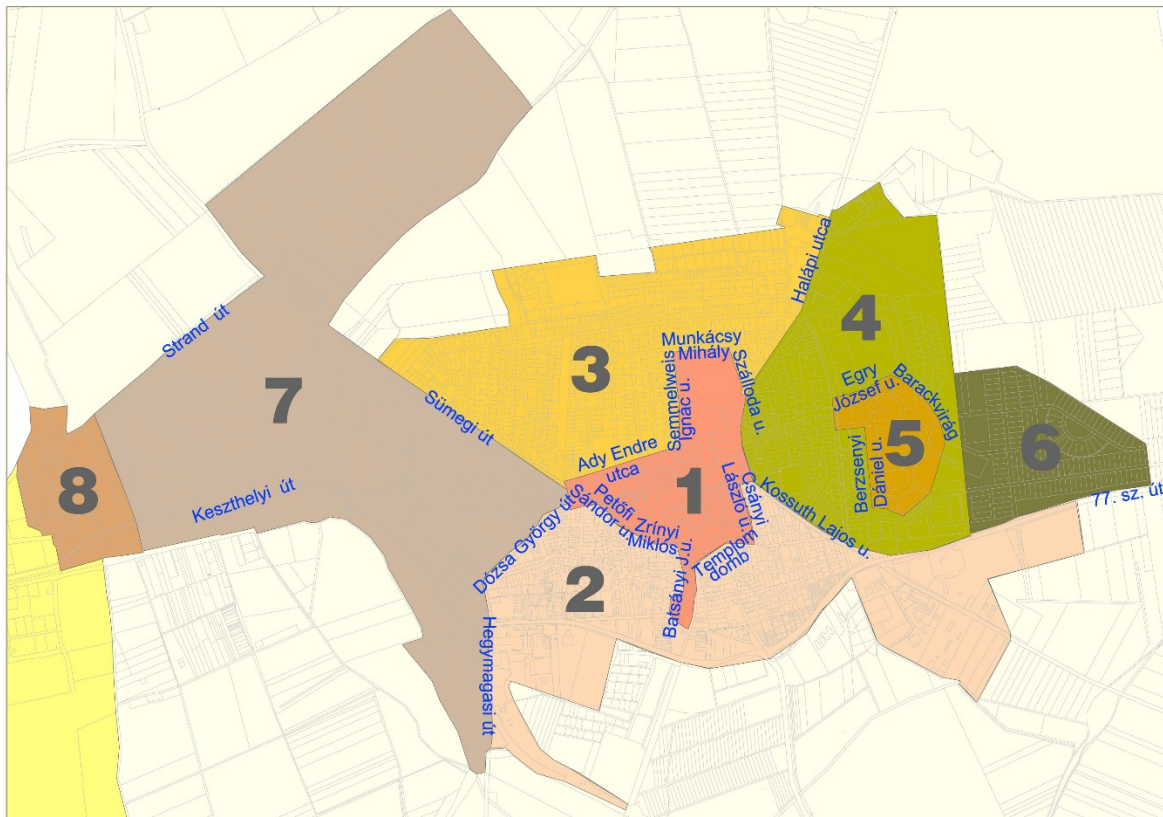 Halápi utca
4
Strand út
Munkácsy
Mihály
3
Szálloda u.
Semmelweis
Ignác u.
Egry
József u.
Barackvirág
7
Sümegi út
5
6
Berzsenyi
Dániel u.
8
Keszthelyi út
Ady Endre
utca
1
Csányi
László u.
Kossuth Lajos u.
77. sz. út
Petőfi
Sándor u.
Zrínyi
Miklós
Dózsa György út
2
Batsányi J.u.
Templom
domb
Hegymagasi út